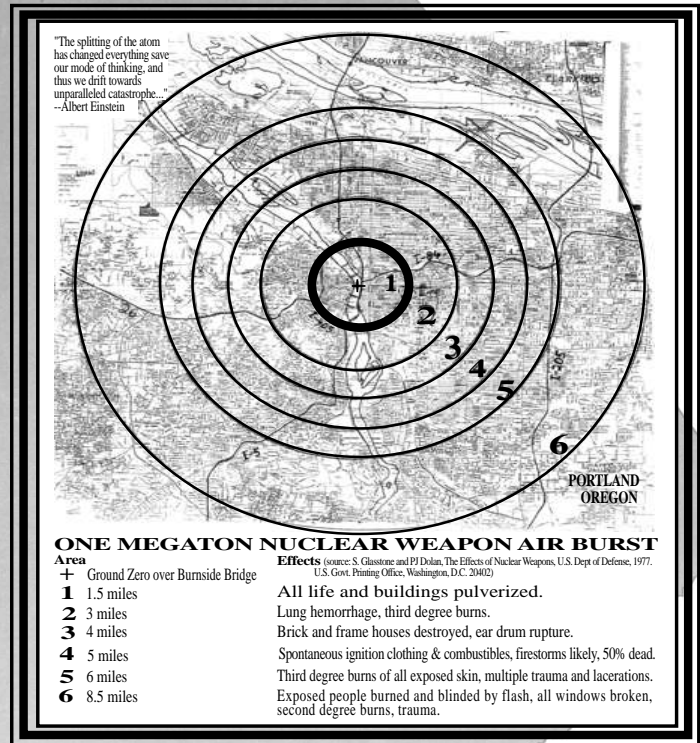 "The splitting of the atom
has changed everything save
our mode of thinking, and
thus we drift towards
unparalleled catastrophe..."
--Albert Einstein
VANCOUVER
I-84
1
2
3
4
5
I-205
I-5
6
PORTLAND
OREGON
ONE MEGATON NUCLEAR WEAPON AIR BURST
Area Effects (source: S. Glasstone and PJ Dolan, The Effects of Nuclear Weapons, U.S. Dept of Defense, 1977.
U.S. Govt. Printing Office, Washington, D.C. 20402)
+ Ground Zero over Burnside Bridge
1 1.5 miles All life and buildings pulverized.
2 3 miles Lung hemorrhage, third degree burns.
3 4 miles Brick and frame houses destroyed, ear drum rupture.
4 5 miles Spontaneous ignition clothing & combustibles, firestorms likely, 50% dead.
5 6 miles Third degree burns of all exposed skin, multiple trauma and lacerations.
6 8.5 miles Exposed people burned and blinded by flash, all windows broken,
second degree burns, trauma.